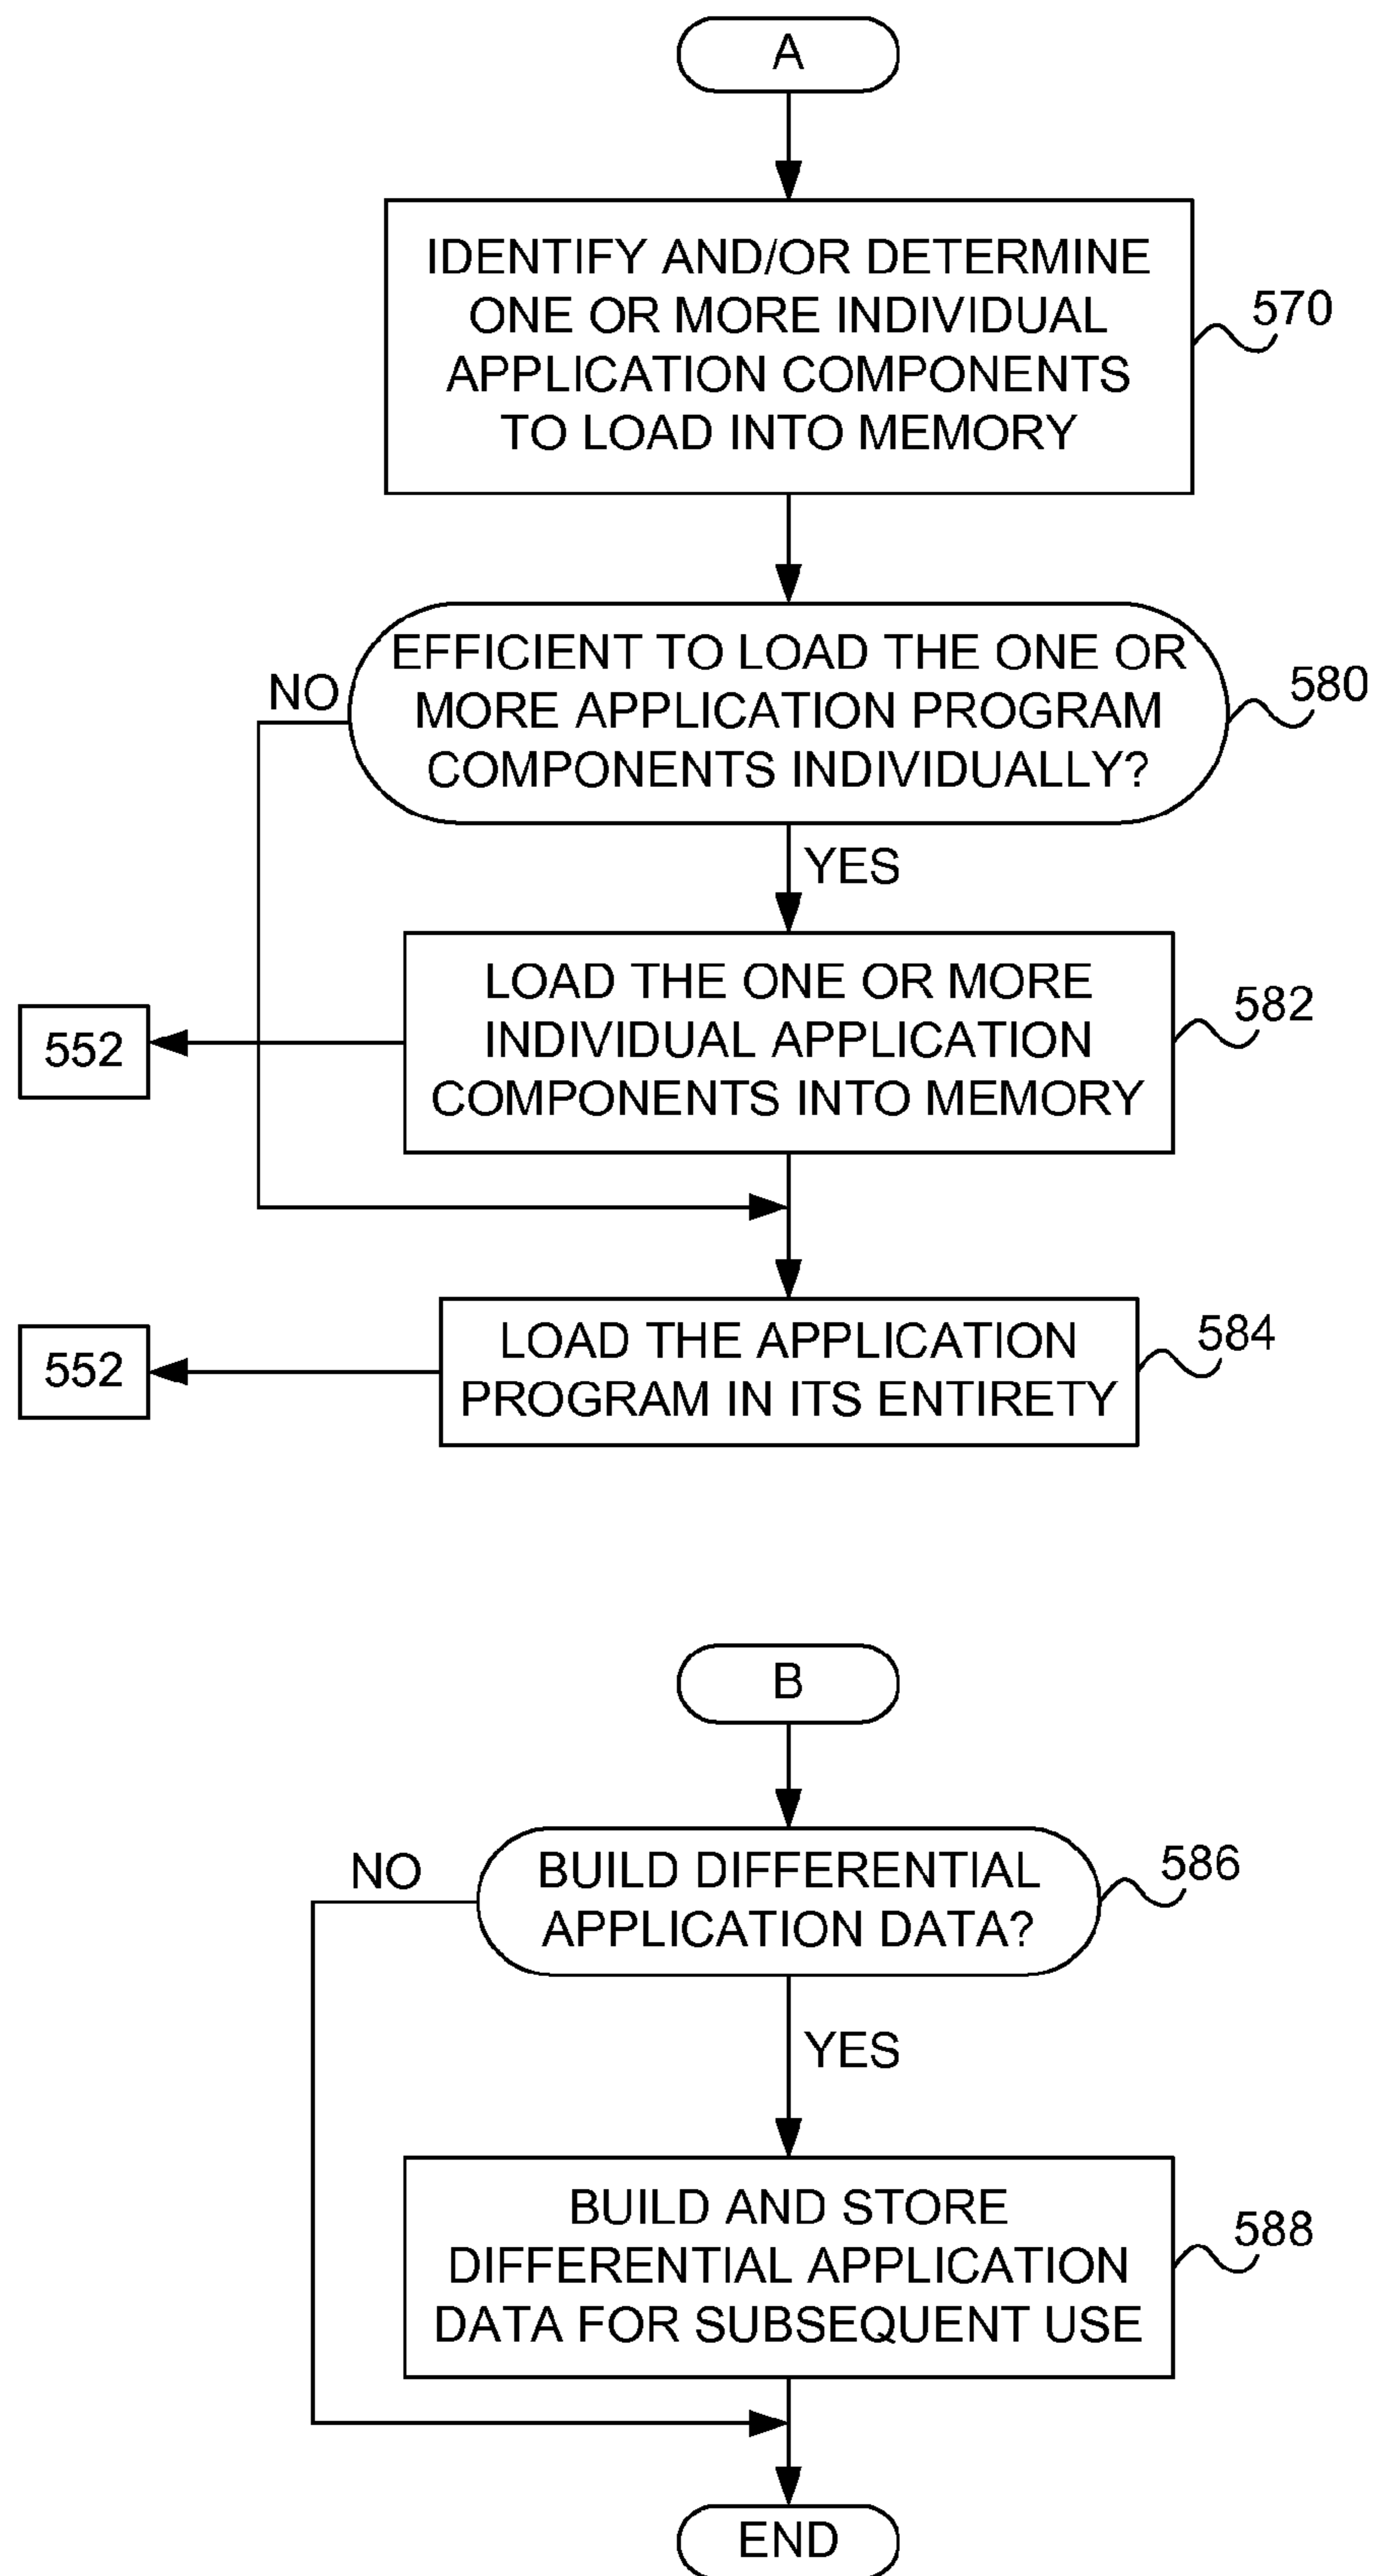 A
IDENTIFY AND/OR DETERMINE
ONE OR MORE INDIVIDUAL
APPLICATION COMPONENTS
TO LOAD INTO MEMORY
570
EFFICIENT TO LOAD THE ONE OR
MORE APPLICATION PROGRAM
COMPONENTS INDIVIDUALLY?
580
NO
YES
LOAD THE ONE OR MORE
INDIVIDUAL APPLICATION
COMPONENTS INTO MEMORY
582
552
LOAD THE APPLICATION
PROGRAM IN ITS ENTIRETY
584
552
B
BUILD DIFFERENTIAL
APPLICATION DATA?
586
NO
YES
BUILD AND STORE
DIFFERENTIAL APPLICATION
DATA FOR SUBSEQUENT USE
588
END